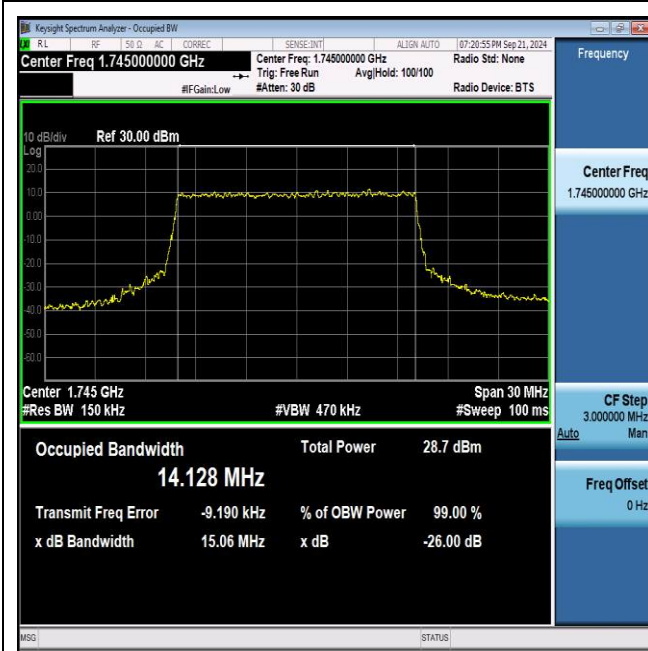 Keysight Spectrum Analyzer - Occupied BW
RL RF 50 Ω AC CORREC SENSE:INT ALIGN AUTO 07:20:55 PM Sep 21, 2024
Center Freq 1.745000000 GHz
Center Freq: 1.745000000 GHz Radio Std: None
Trig: Free Run Avg|Hold: 100/100
#IFGain:Low #Atten: 30 dB Radio Device: BTS
10 dB/div Ref 30.00 dBm
Log
20.0
10.0
0.00
-10.0
-20.0
-30.0
-40.0
-50.0
-60.0
Center 1.745 GHz Span 30 MHz
#Res BW 150 kHz #VBW 470 kHz #Sweep 100 ms
Occupied Bandwidth Total Power 28.7 dBm
14.128 MHz
Transmit Freq Error -9.190 kHz % of OBW Power 99.00 %
x dB Bandwidth 15.06 MHz x dB -26.00 dB
MSG STATUS
Frequency
Center Freq
1.745000000 GHz
CF Step
3.000000 MHz
Auto Man
Freq Offset
0 Hz